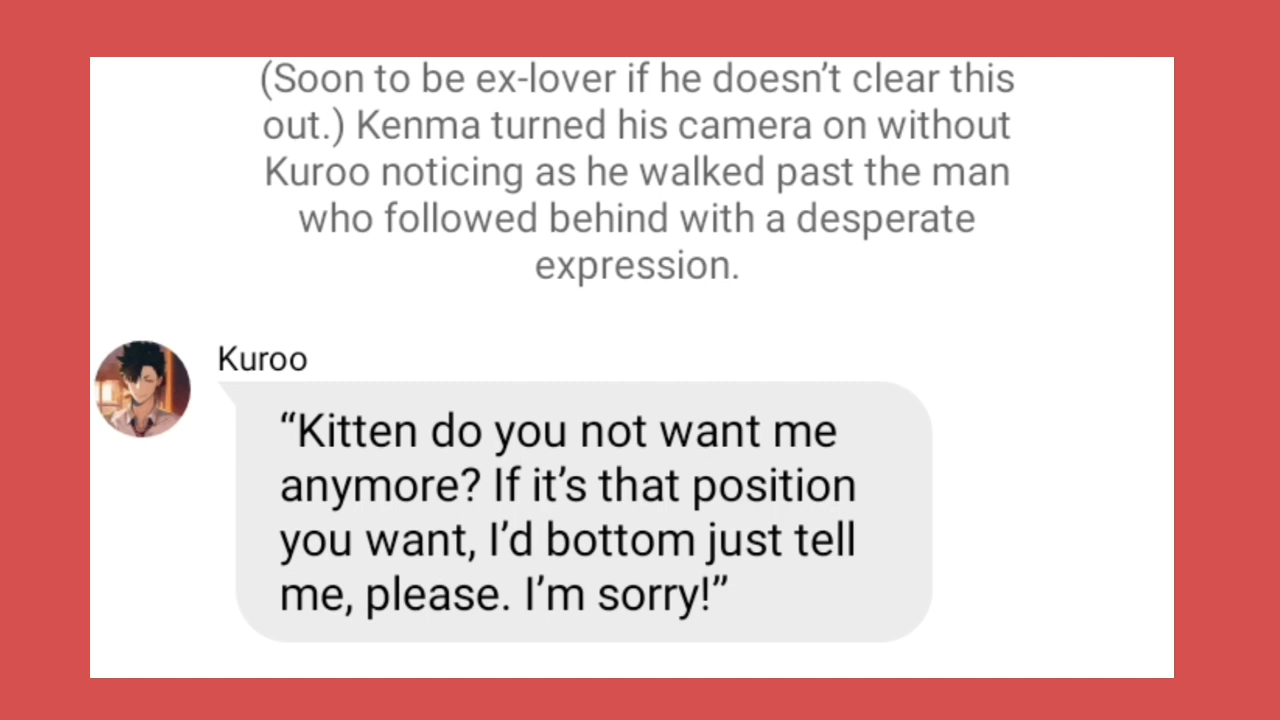 (Soon to be ex-lover if he doesn’t clear this
out.) Kenma turned his camera on without
Kuroo noticing as he walked past the man
who followed behind with a desperate
expression.
Kuroo
“Kitten do you not want me
anymore? If it’s that position
you want, I’d bottom just tell
me, please. I’m sorry!”